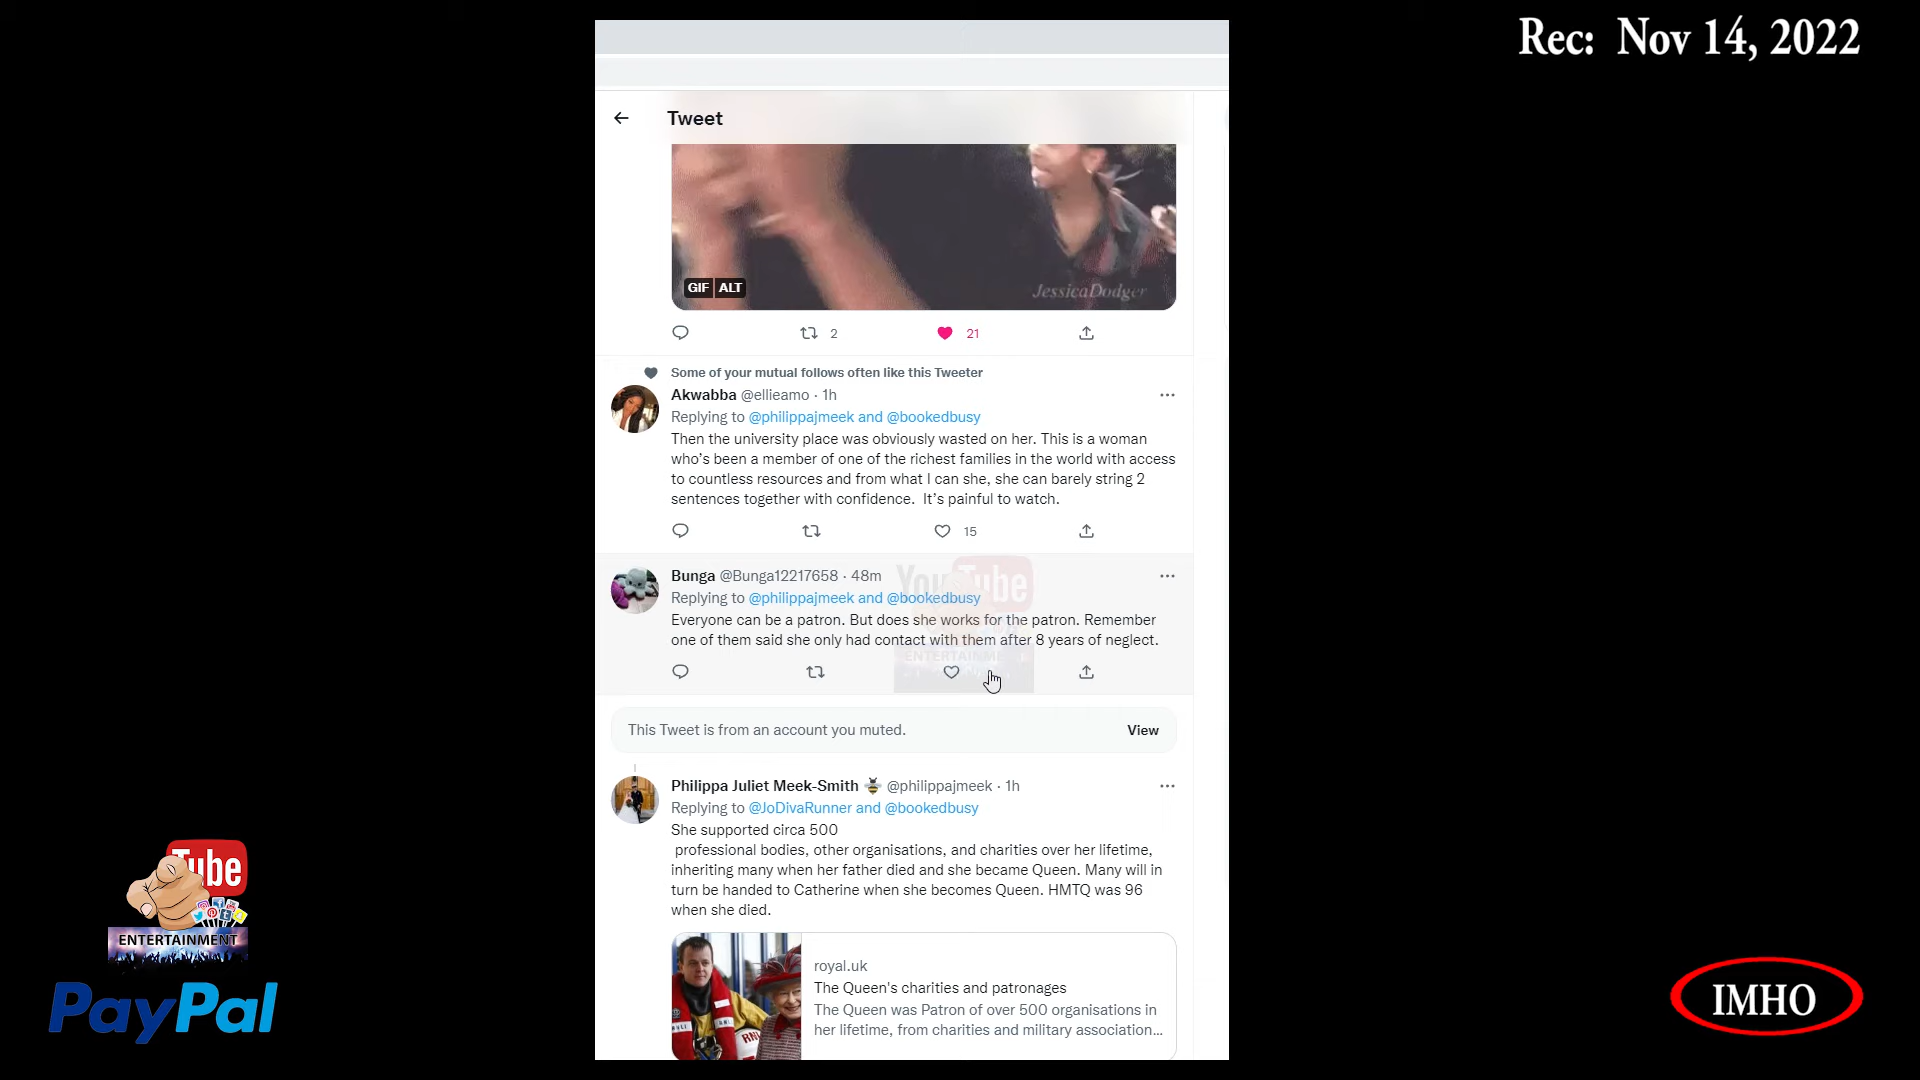 Rec: Nov 14, 2022
Tweet
GIF ALT
JessicaDodger
2
21
Some of your mutual follows often like this Tweeter
Akwabba @ellieamo · 1h
Replying to @philippajmeek and @bookedbusy
Then the university place was obviously wasted on her. This is a woman
who's been a member of one of the richest families in the world with access
to countless resources and from what I can she, she can barely string 2
sentences together with confidence. It's painful to watch.
15
Bunga @Bunga12217658 · 48m
Replying to @philippajmeek and @bookedbusy
Everyone can be a patron. But does she works for the patron. Remember
one of them said she only had contact with them after 8 years of neglect.
YouTube
ENTERTAINME
This Tweet is from an account you muted.
View
Philippa Juliet Meek-Smith 🐝 @philippajmeek · 1h
Replying to @JoDivaRunner and @bookedbusy
She supported circa 500
professional bodies, other organisations, and charities over her lifetime,
inheriting many when her father died and she became Queen. Many will in
turn be handed to Catherine when she becomes Queen. HMTQ was 96
when she died.
royal.uk
The Queen's charities and patronages
The Queen was Patron of over 500 organisations in
her lifetime, from charities and military association...
Tube
ENTERTAINMENT
PayPal
IMHO